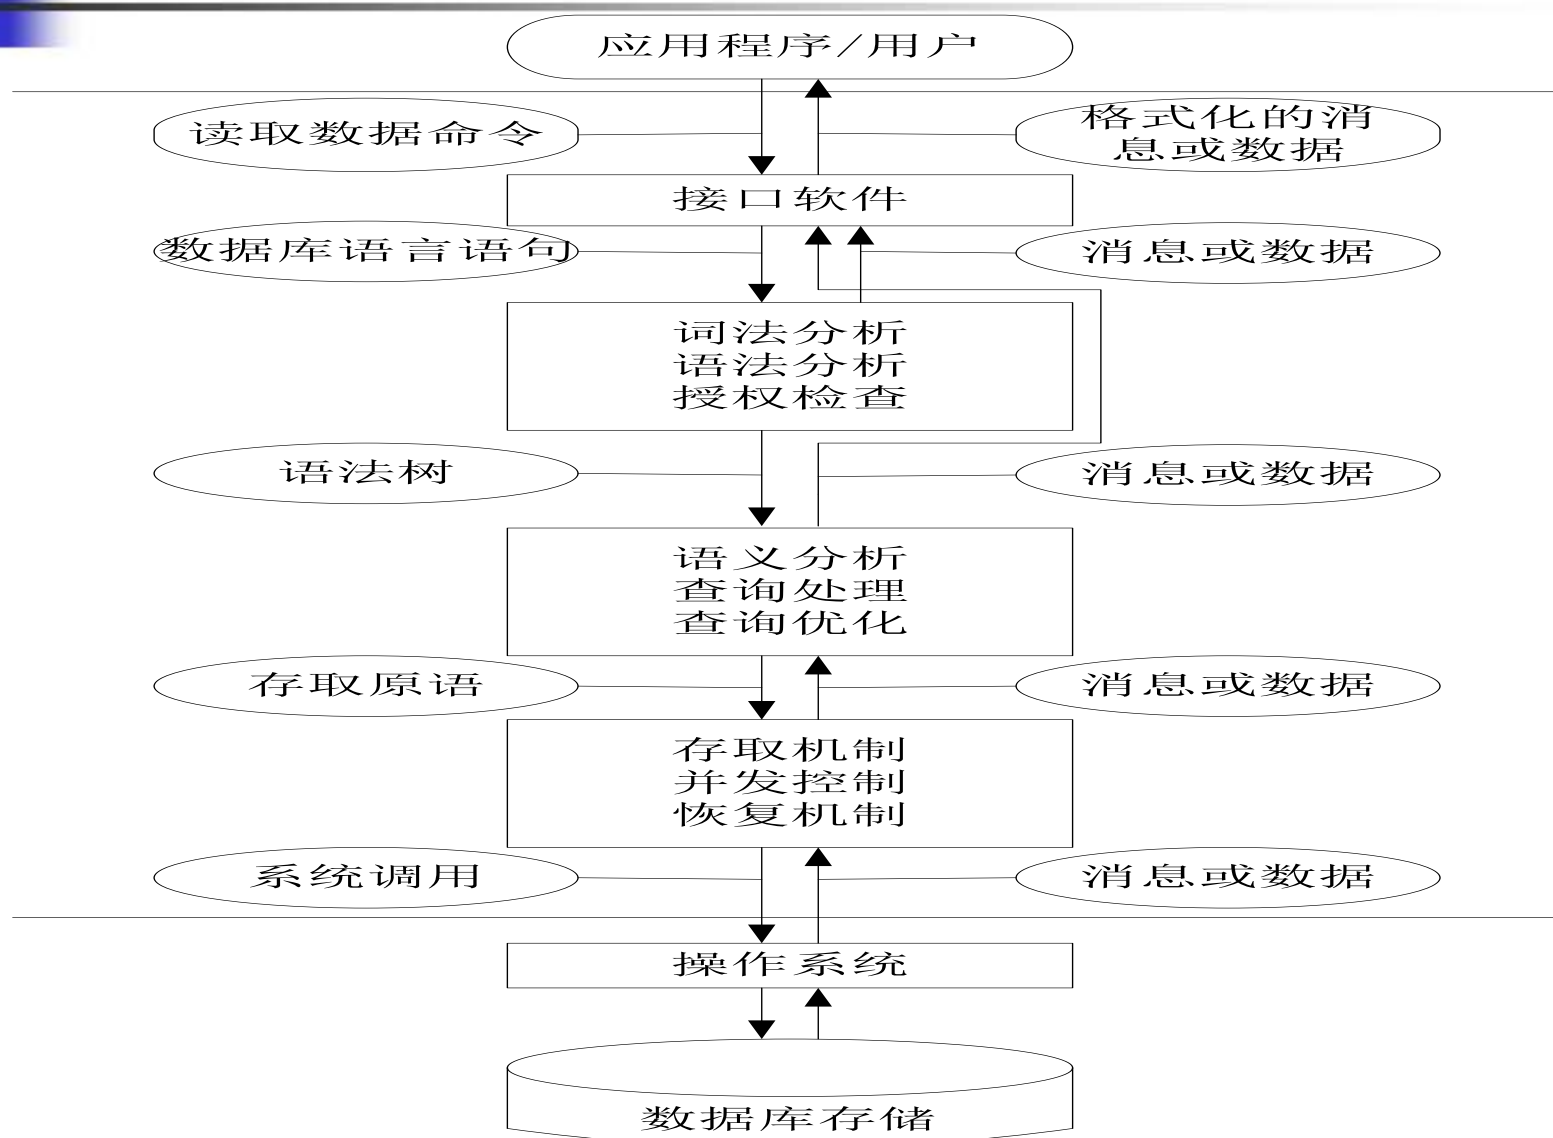 应用程序/用户
读取数据命令
格式化的消
息或数据
接口软件
数据库语言语句
消息或数据
词法分析
语法分析
授权检查
语法树
消息或数据
语义分析
查询处理
查询优化
存取原语
消息或数据
存取机制
并发控制
恢复机制
系统调用
消息或数据
操作系统
数据库存储